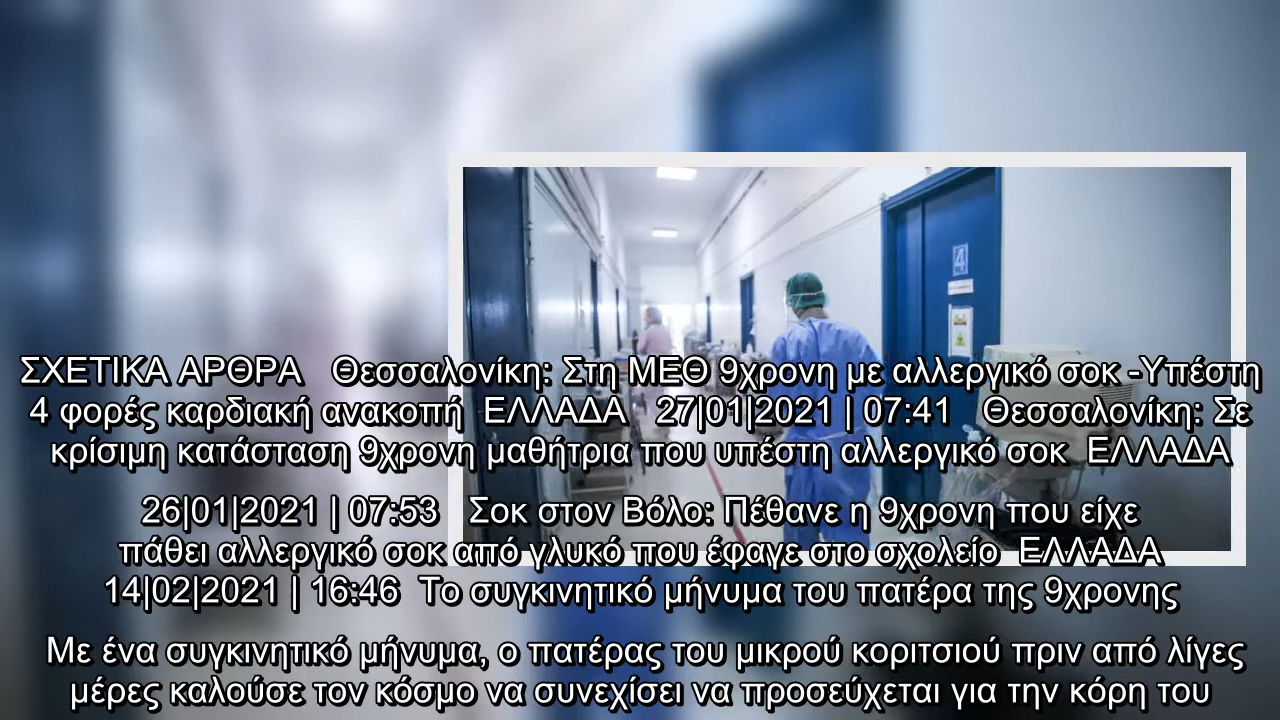 4
ΣΧΕΤΙΚΑ ΑΡΘΡΑ Θεσσαλονίκη: Στη ΜΕΘ 9χρονη με αλλεργικό σοκ -Υπέστη
4 φορές καρδιακή ανακοπή ΕΛΛΑΔΑ 27|01|2021 | 07:41 Θεσσαλονίκη: Σε
κρίσιμη κατάσταση 9χρονη μαθήτρια που υπέστη αλλεργικό σοκ ΕΛΛΑΔΑ
26|01|2021 | 07:53 Σοκ στον Βόλο: Πέθανε η 9χρονη που είχε
πάθει αλλεργικό σοκ από γλυκό που έφαγε στο σχολείο ΕΛΛΑΔΑ
14|02|2021 | 16:46 Το συγκινητικό μήνυμα του πατέρα της 9χρονης
Με ένα συγκινητικό μήνυμα, ο πατέρας του μικρού κοριτσιού πριν από λίγες
μέρες καλούσε τον κόσμο να συνεχίσει να προσεύχεται για την κόρη του